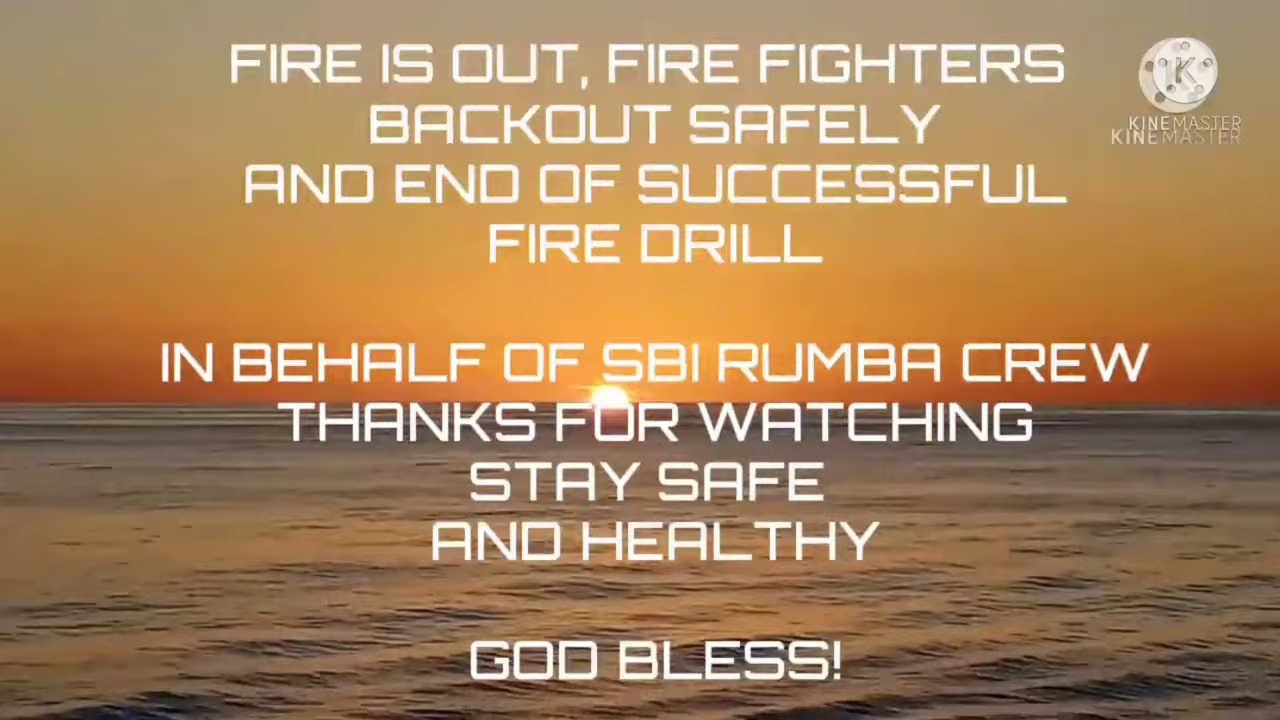 FIRE IS OUT, FIRE FIGHTERS
BACKOUT SAFELY
AND END OF SUCCESSFUL
FIRE DRILL
IN BEHALF OF SBI RUMBA CREW
THANKS FOR WATCHING
STAY SAFE
AND HEALTHY
GOD BLESS!
K
KINEMASTER
KINEMASTER